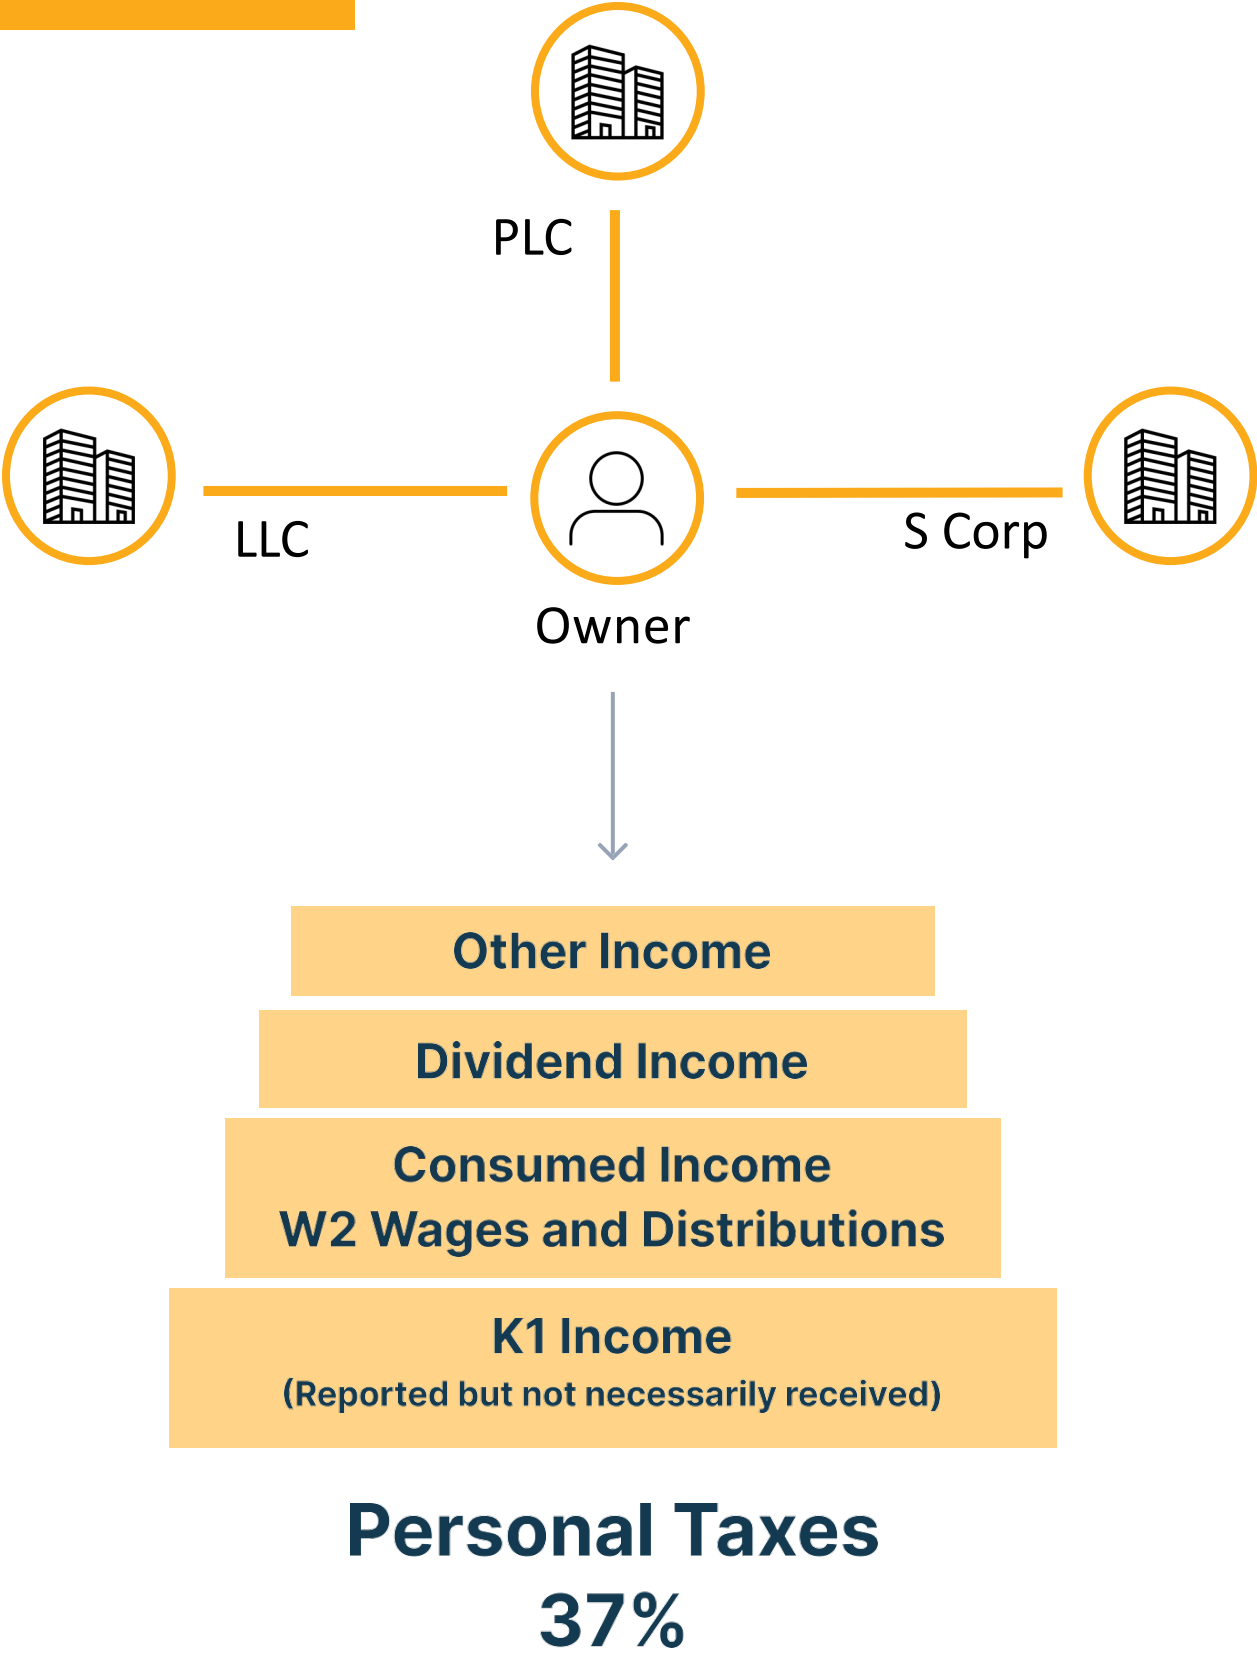 PLC
LLC
S Corp
Owner
Other Income
Dividend Income
Consumed Income
W2 Wages and Distributions
K1 Income
(Reported but not necessarily received)
Personal Taxes
37%